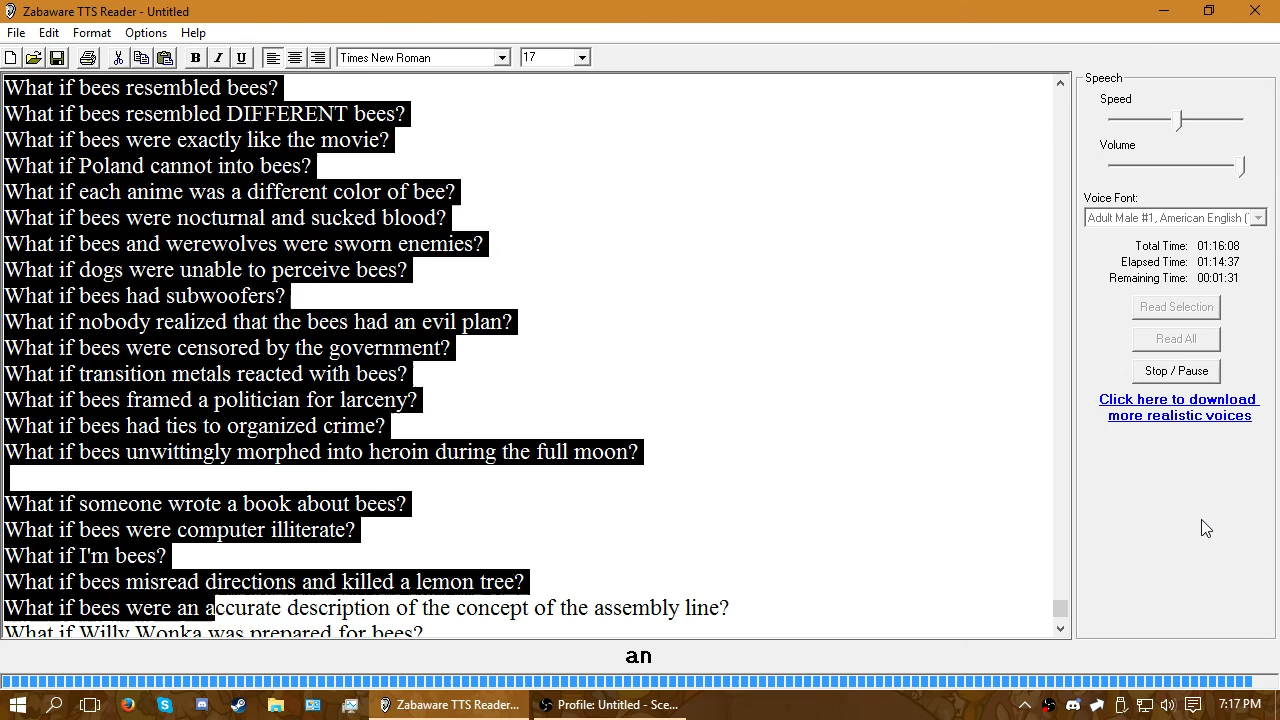 Zabaware TTS Reader - Untitled
File Edit Format Options Help
B I U Times New Roman 17
What if bees resembled bees?
What if bees resembled DIFFERENT bees?
What if bees were exactly like the movie?
What if Poland cannot into bees?
What if each anime was a different color of bee?
What if bees were nocturnal and sucked blood?
What if bees and werewolves were sworn enemies?
What if dogs were unable to perceive bees?
What if bees had subwoofers?
What if nobody realized that the bees had an evil plan?
What if bees were censored by the government?
What if transition metals reacted with bees?
What if bees framed a politician for larceny?
What if bees had ties to organized crime?
What if bees unwittingly morphed into heroin during the full moon?
What if someone wrote a book about bees?
What if bees were computer illiterate?
What if I'm bees?
What if bees misread directions and killed a lemon tree?
What if bees were an accurate description of the concept of the assembly line?
What if Willy Wonka was prepared for bees?
Speech
Speed
Volume
Voice Font:
Adult Male #1, American English (
Total Time: 01:16:08
Elapsed Time: 01:14:37
Remaining Time: 00:01:31
Read Selection
Read All
Stop / Pause
Click here to download
more realistic voices
an
Zabaware TTS Reader...
Profile: Untitled - Sce...
7:17 PM